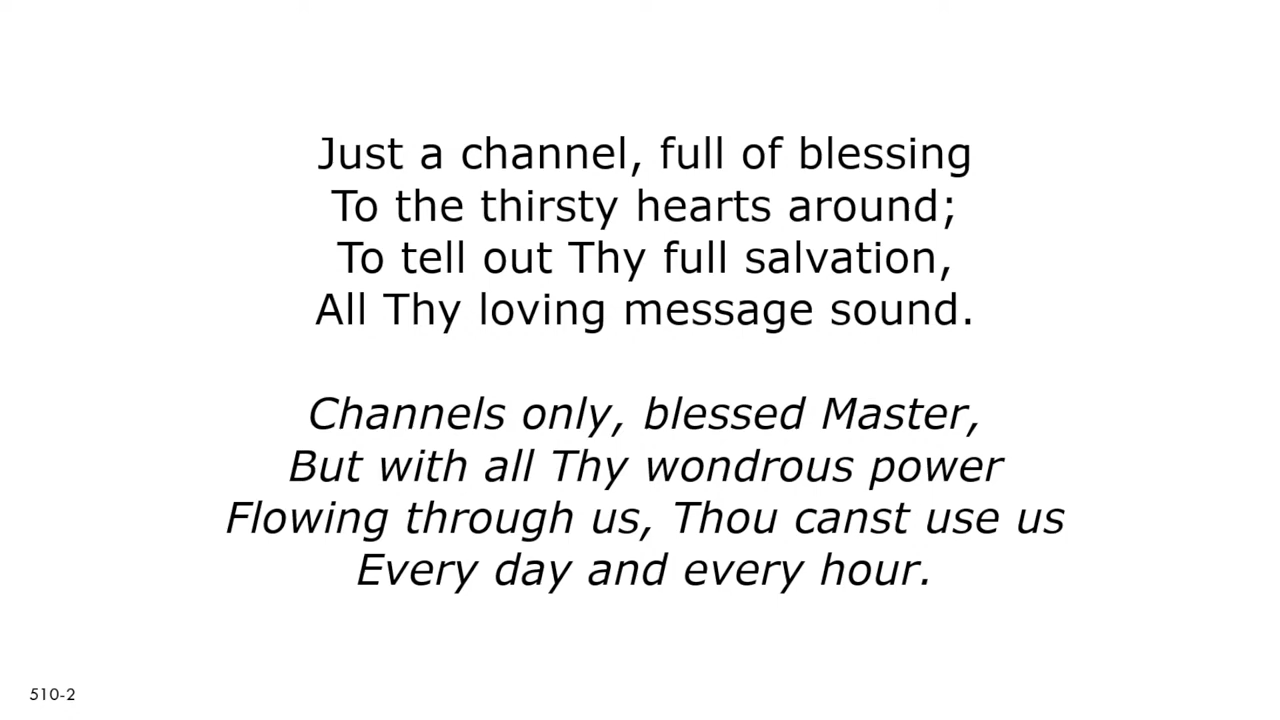 Just a channel, full of blessing
To the thirsty hearts around;
To tell out Thy full salvation,
All Thy loving message sound.
Channels only, blessed Master,
But with all Thy wondrous power
Flowing through us, Thou canst use us
Every day and every hour.
510-2